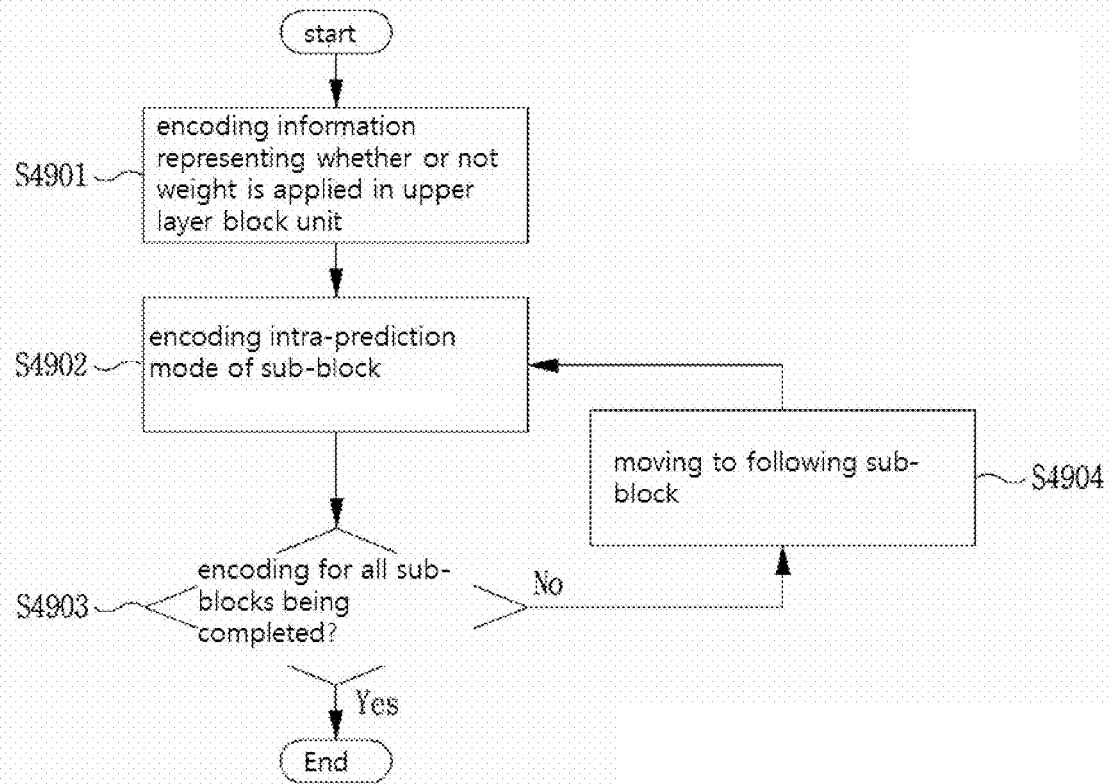 start
encoding information
representing whether or not
weight is applied in upper
layer block unit
S4901
encoding intra-prediction
mode of sub-block
S4902
moving to following sub-
block
S4904
encoding for all sub-
blocks being
completed?
S4903
No
Yes
End